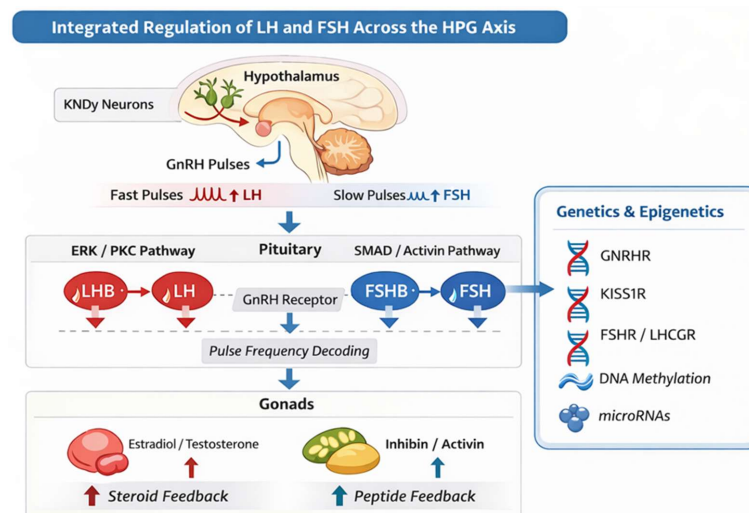 Integrated Regulation of LH and FSH Across the HPG Axis
Hypothalamus
KNDy Neurons
GnRH Pulses
Fast Pulses ↑ LH
Slow Pulses ↑ FSH
ERK / PKC Pathway
Pituitary
SMAD / Activin Pathway
LHB
LH
GnRH Receptor
FSHB
FSH
Pulse Frequency Decoding
Gonads
Estradiol / Testosterone
Inhibin / Activin
Steroid Feedback
Peptide Feedback
Genetics & Epigenetics
GNRHR
KISS1R
FSHR / LHCGR
DNA Methylation
microRNAs